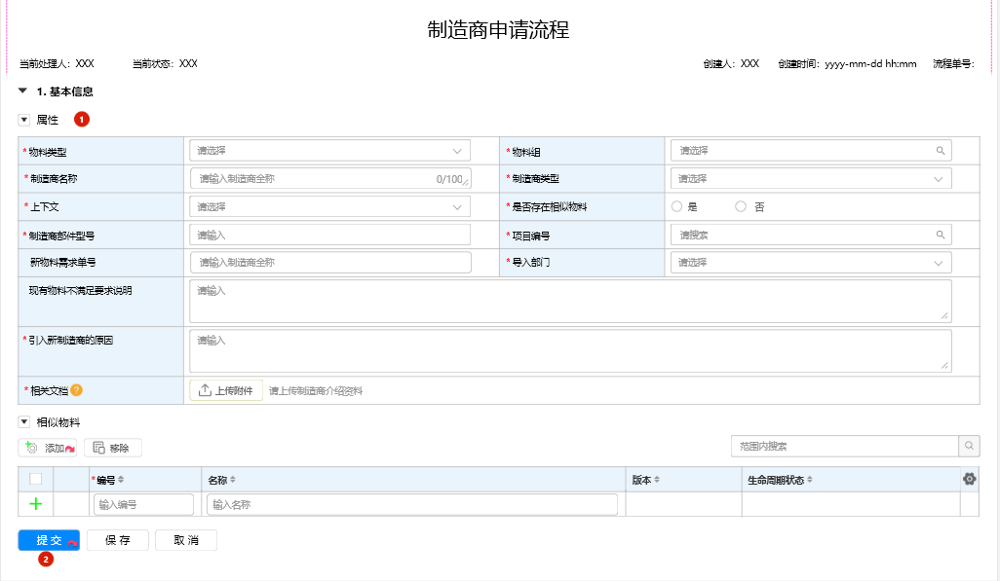 制造商申请流程
当前处理人: XXX 当前状态: XXX 创建人: XXX 创建时间: yyyy-mm-dd hh:mm 流程单号:
1. 基本信息
属性 1
*物料类型 请选择 *物料组 请选择
*制造商名称 请输入制造商全称 0/100 *制造商类型 请选择
*上下文 请选择 *是否存在相似物料 是 否
*制造商部件型号 请输入 *项目编号 请搜索
新物料需求单号 请输入制造商全称 *导入部门 请选择
现有物料不满足要求说明 请输入
*引入新制造商的原因 请输入
*相关文档 ? 上传附件 请上传制造商介绍资料
相似物料
添加 移除 范围内搜索
*编号 名称 版本 生命周期状态
输入编号 输入名称
提交 保存 取消
2